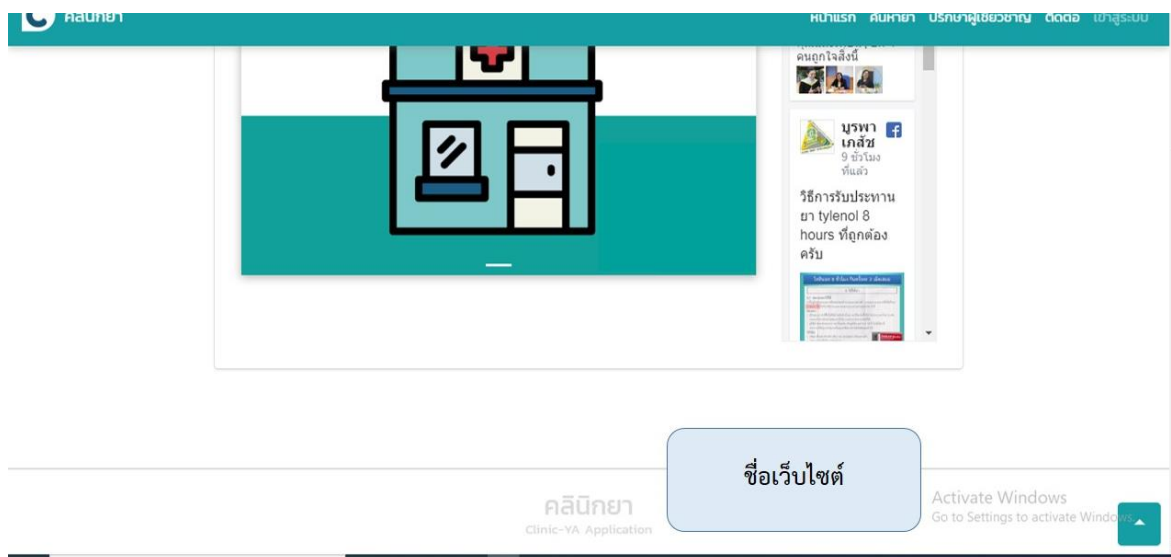 คลินิกยา
หน้าแรก ค้นหายา ปรึกษาผู้เชี่ยวชาญ ติดต่อ เข้าสู่ระบบ
คนถูกใจสิ่งนี้
บูรพา
เภสัช
9 ชั่วโมง
ที่แล้ว
วิธีการรับประทาน
ยา tylenol 8
hours ที่ถูกต้อง
ครับ
ชื่อเว็บไซต์
คลินิกยา
Clinic-YA Application
Activate Windows
Go to Settings to activate Windows.